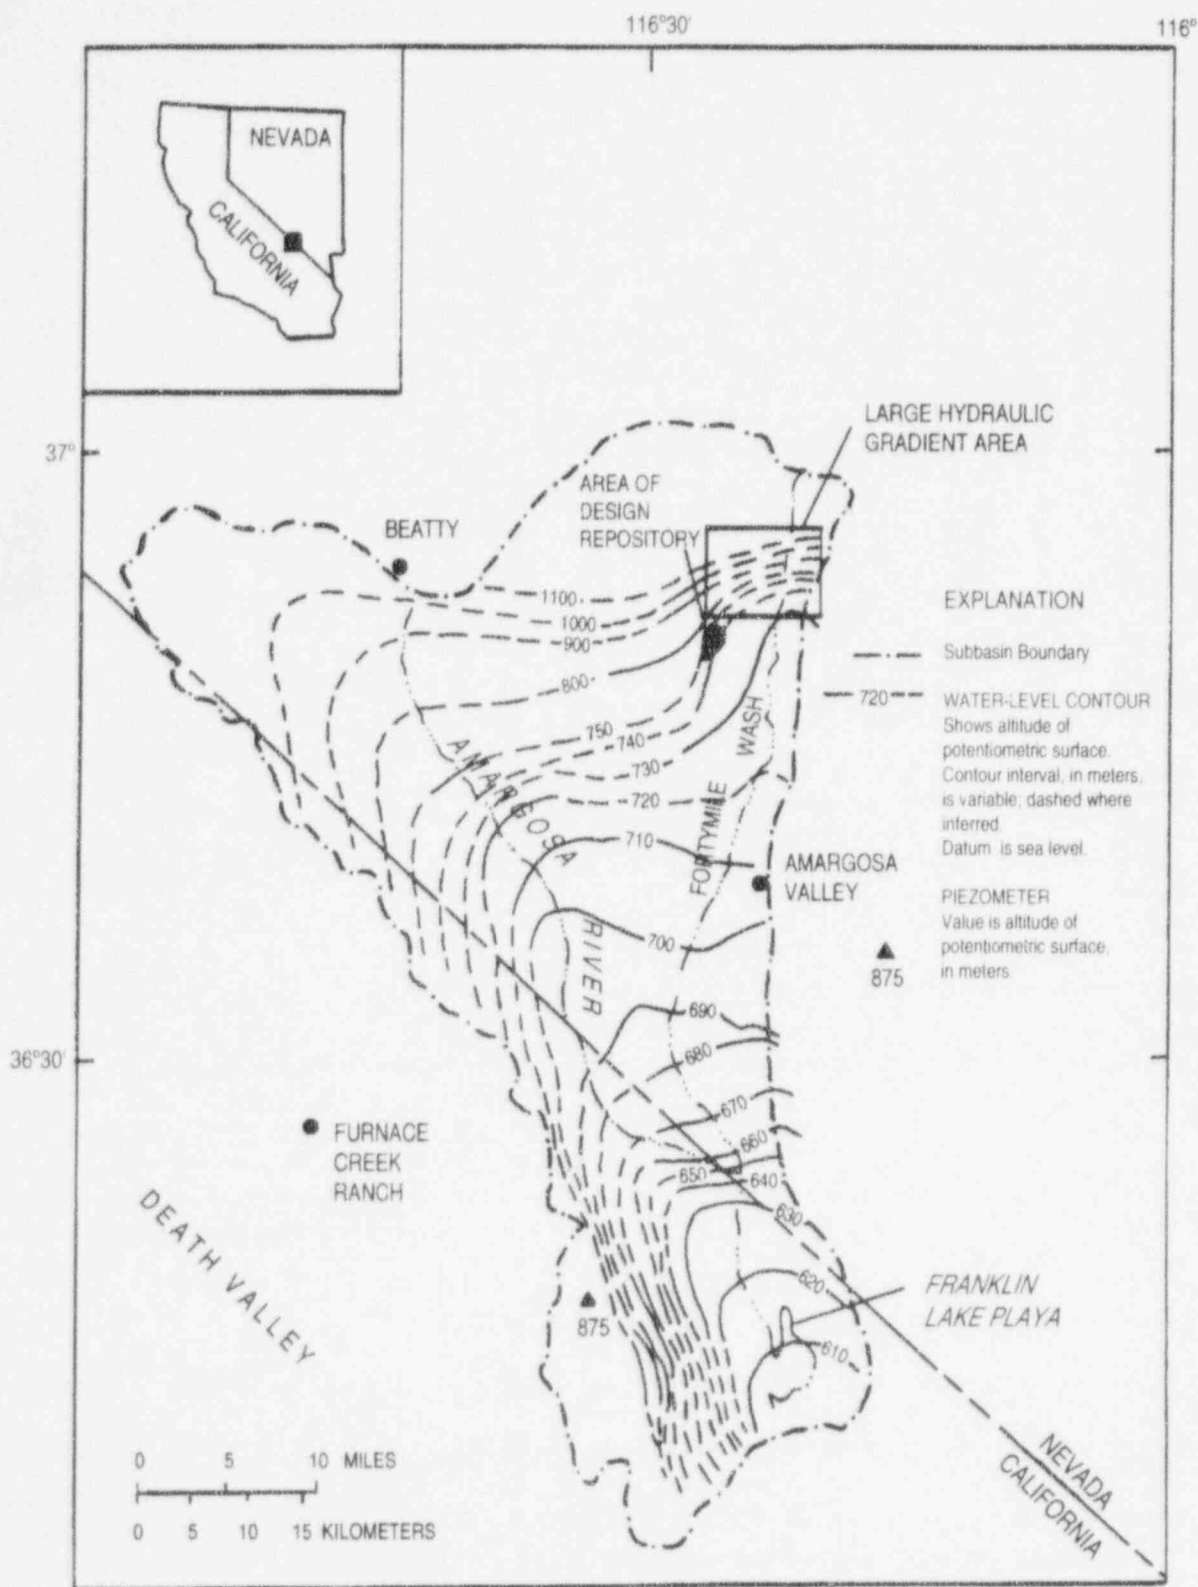 116°30'
116°
NEVADA
CALIFORNIA
37°
LARGE HYDRAULIC
GRADIENT AREA
AREA OF
DESIGN
REPOSITORY
BEATTY
1100
1000
900
800
750
740
730
720
710
700
690
680
670
660
650
640
630
620
610
AMARGOSA
RIVER
FORTYMILE
WASH
AMARGOSA
VALLEY
EXPLANATION
Subbasin Boundary
720
WATER-LEVEL CONTOUR
Shows altitude of
potentiometric surface.
Contour interval, in meters,
is variable; dashed where
inferred.
Datum is sea level.
PIEZOMETER
Value is altitude of
potentiometric surface,
in meters
875
36°30'
FURNACE
CREEK
RANCH
DEATH VALLEY
875
FRANKLIN
LAKE PLAYA
NEVADA
CALIFORNIA
0 5 10 MILES
0 5 10 15 KILOMETERS